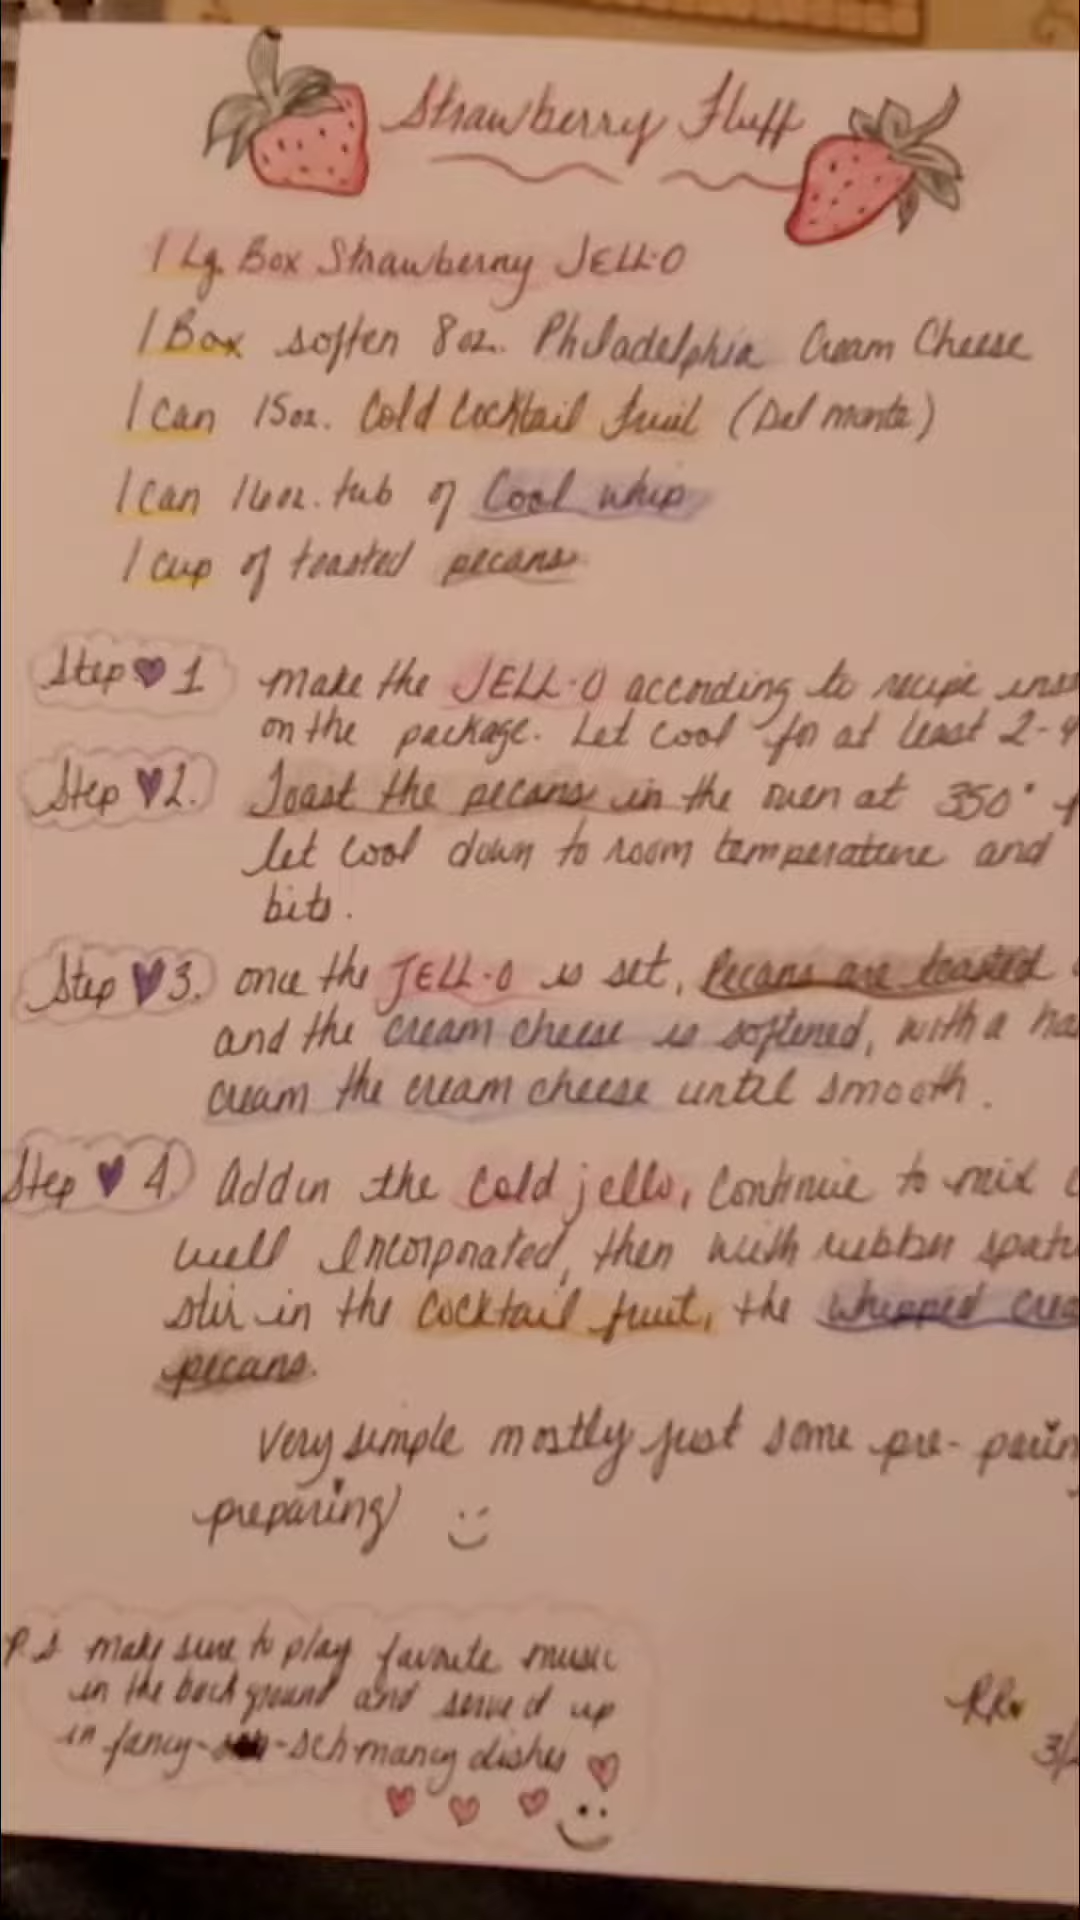 Strawberry Fluff
1 Lg. Box Strawberry JELL-O
1 Box soften 8oz. Philadelphia Cream Cheese
1 Can 15oz. Cold Cocktail Fruit (Del monte)
1 Can 16oz. tub of Cool whip
1 cup of toasted pecans
Step 1 make the JELL-O according to recipe
on the package. Let cool for at least 2-4
Step 2. Toast the pecans in the oven at 350°
let cool down to room temperature and
bits.
Step 3. once the JELL-O is set, Pecans are toasted
and the cream cheese is softened, with a
cream the cream cheese until smooth.
Step 4. Add in the cold jello, continue to mix
well Incorporated, then with rubber
stir in the cocktail fruit, the whipped
pecans.
very simple mostly just some pre-
preparing
P.S make sure to play favorite music
in the background and served up
in fancy- -schmancy dishes
RR
3/